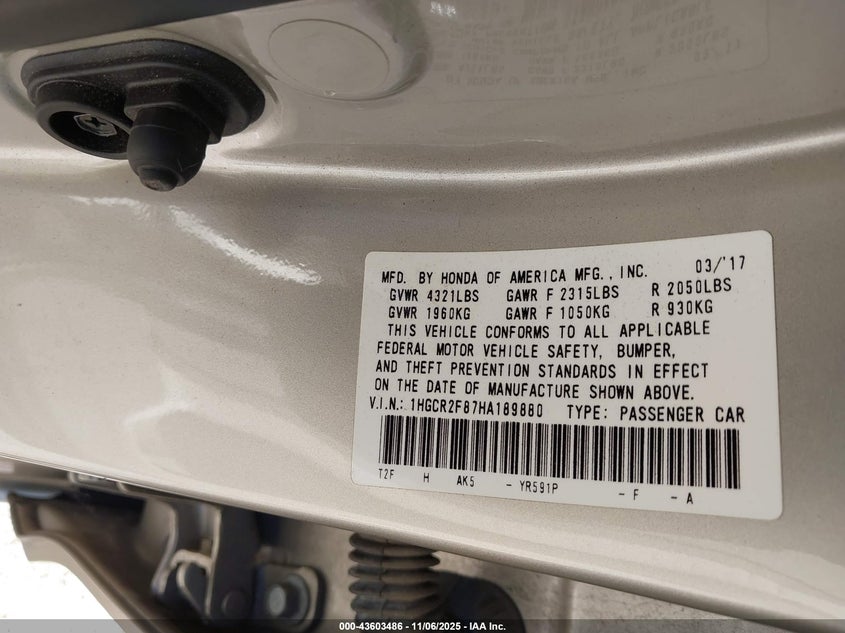 MFD. BY HONDA OF AMERICA MFG., INC. 03/'17
GVWR 4321LBS GAWR F 2315LBS R 2050LBS
GVWR 1960KG GAWR F 1050KG R 930KG
THIS VEHICLE CONFORMS TO ALL APPLICABLE
FEDERAL MOTOR VEHICLE SAFETY, BUMPER,
AND THEFT PREVENTION STANDARDS IN EFFECT
ON THE DATE OF MANUFACTURE SHOWN ABOVE.
V.I.N.: 1HGCR2F87HA189880 TYPE: PASSENGER CAR
T2F H AK5 - YR591P - F - A
000-43603486 - 11/06/2025 - IAA Inc.